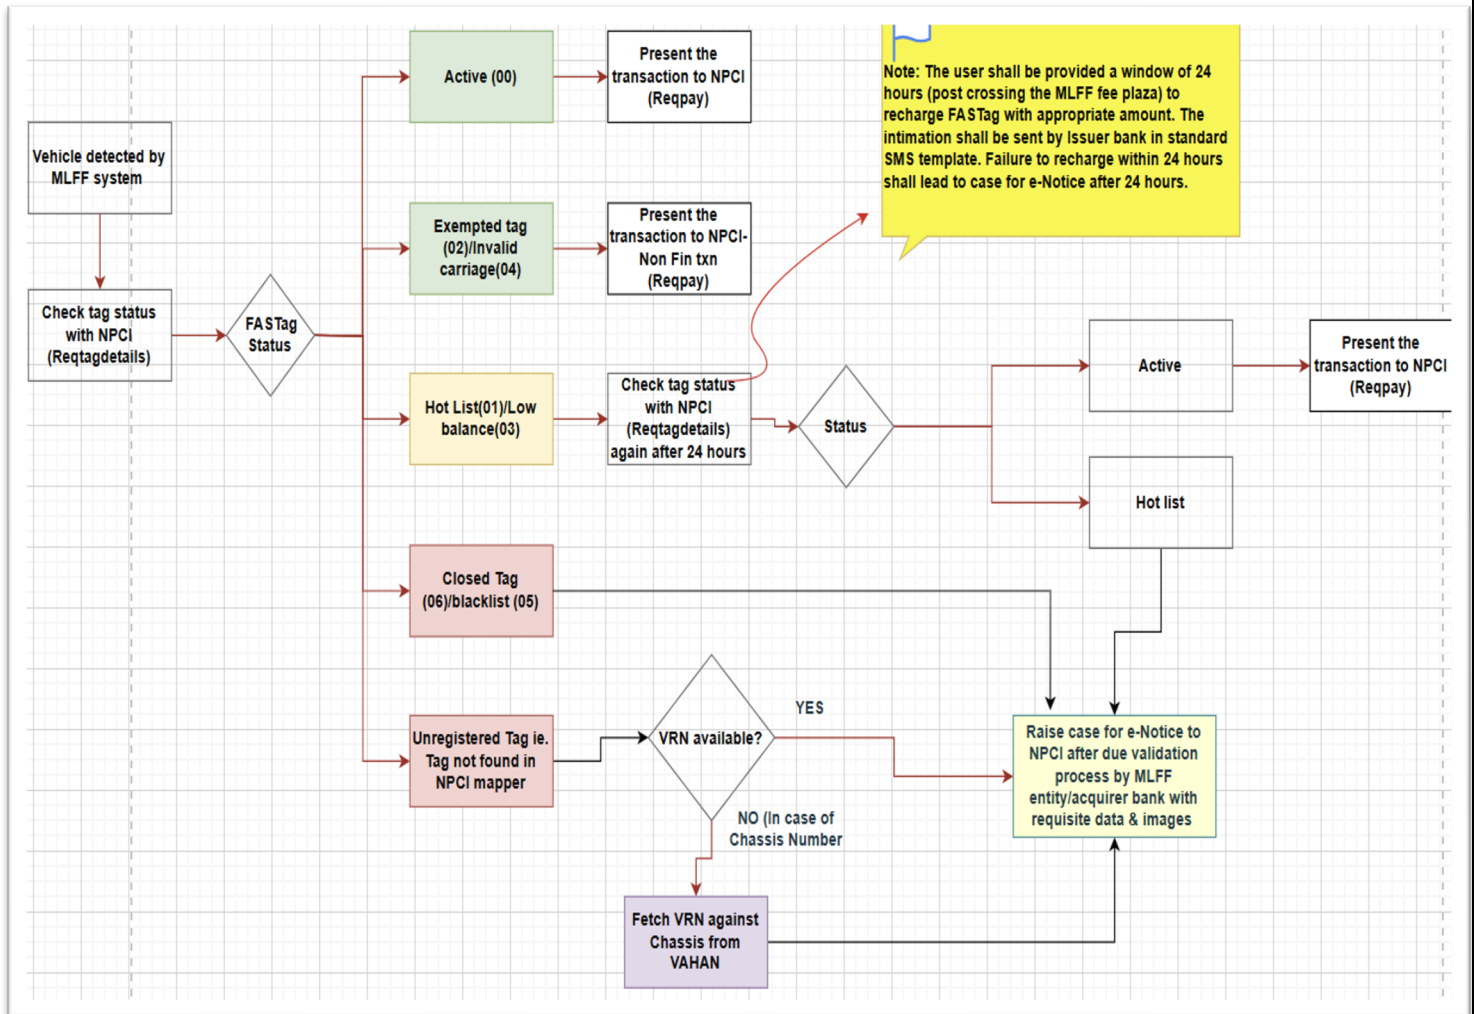 Vehicle detected by
MLFF system
Check tag status
with NPCI
(Reqtagdetails)
FASTag
Status
Active (00)
Present the
transaction to NPCI
(Reqpay)
Exempted tag
(02)/Invalid
carriage(04)
Present the
transaction to NPCI-
Non Fin txn
(Reqpay)
Note: The user shall be provided a window of 24
hours (post crossing the MLFF fee plaza) to
recharge FASTag with appropriate amount. The
intimation shall be sent by Issuer bank in standard
SMS template. Failure to recharge within 24 hours
shall lead to case for e-Notice after 24 hours.
Hot List(01)/Low
balance(03)
Check tag status
with NPCI
(Reqtagdetails)
again after 24 hours
Status
Active
Present the
transaction to NPCI
(Reqpay)
Hot list
Closed Tag
(06)/blacklist (05)
Unregistered Tag ie.
Tag not found in
NPCI mapper
VRN available?
YES
NO (In case of
Chassis Number
Raise case for e-Notice to
NPCI after due validation
process by MLFF
entity/acquirer bank with
requisite data & images
Fetch VRN against
Chassis from
VAHAN